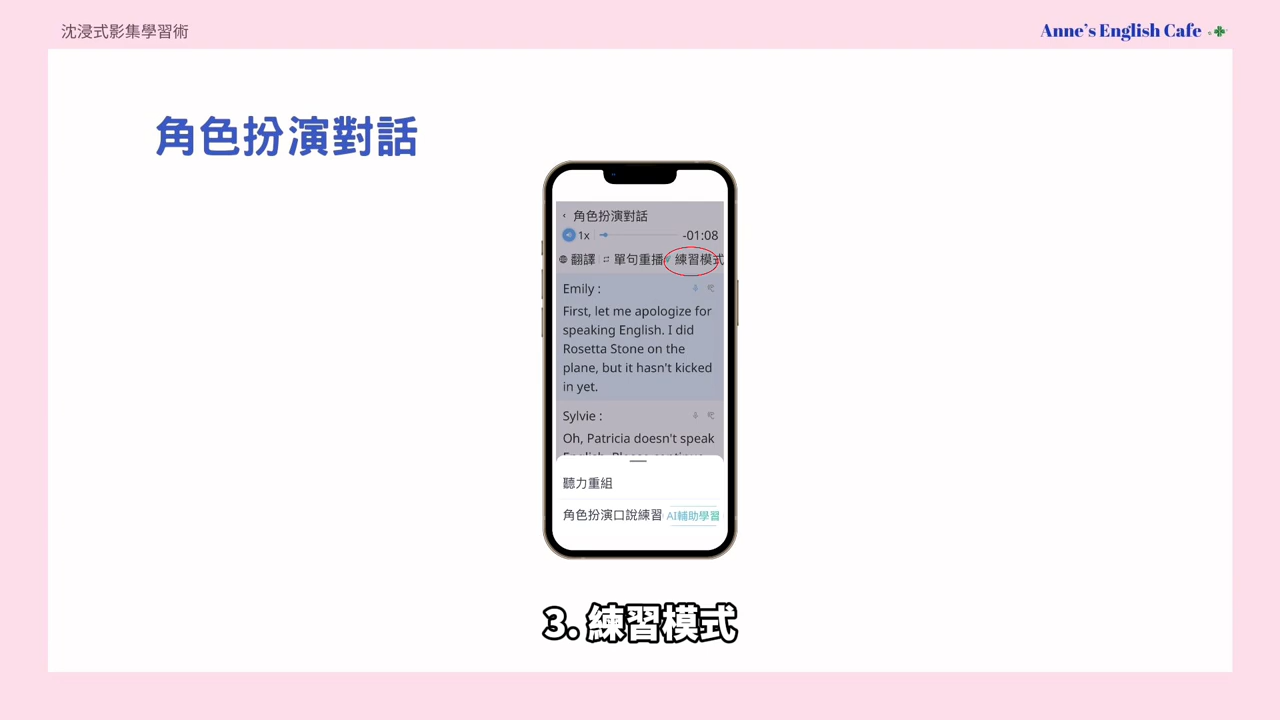 沈浸式影集學習術
Anne's English Cafe
角色扮演對話
角色扮演對話
1x
-01:08
翻譯
單句重播
練習模式
Emily :
First, let me apologize for
speaking English. I did
Rosetta Stone on the
plane, but it hasn't kicked
in yet.
Sylvie :
Oh, Patricia doesn't speak
聽力重組
角色扮演口說練習
AI輔助學習
3. 練習模式